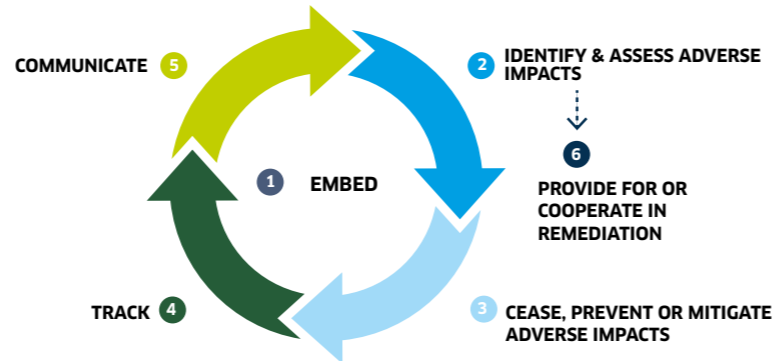 COMMUNICATE 5
2 IDENTIFY & ASSESS ADVERSE
IMPACTS
6
1 EMBED
PROVIDE FOR OR
COOPERATE IN
REMEDIATION
TRACK 4
3 CEASE, PREVENT OR MITIGATE
ADVERSE IMPACTS